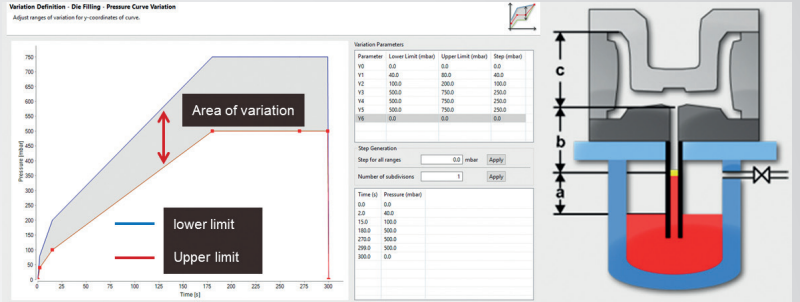 Variation Definition - Die Filling - Pressure Curve Variation
Adjust ranges of variation for y-coordinates of curve.
Pressure [mbar]
750
700
650
600
550
500
450
400
350
300
250
200
150
100
50
0
0 25 50 75 100 125 150 175 200 225 250 275 300
Time [s]
Area of variation
lower limit
Upper limit
Variation Parameters
Parameter Lower Limit (mbar) Upper Limit (mbar) Step (mbar)
Y0 0.0 0.0 0.0
Y1 40.0 80.0 40.0
Y2 100.0 200.0 100.0
Y3 500.0 750.0 250.0
Y4 500.0 750.0 250.0
Y5 500.0 750.0 250.0
Y6 0.0 0.0 0.0
Step Generation
Step for all ranges 0.0 mbar Apply
Number of subdivisions 1 Apply
Time (s) Pressure (mbar)
0.0 0.0
2.0 40.0
15.0 100.0
180.0 500.0
270.0 500.0
299.0 500.0
300.0 0.0
c
b
a